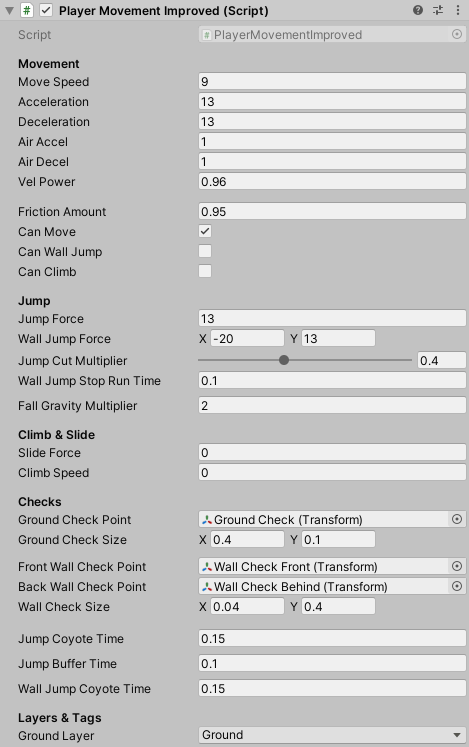 Player Movement Improved (Script)
Script PlayerMovementImproved
Movement
Move Speed 9
Acceleration 13
Deceleration 13
Air Accel 1
Air Decel 1
Vel Power 0.96
Friction Amount 0.95
Can Move
Can Wall Jump
Can Climb
Jump
Jump Force 13
Wall Jump Force X -20 Y 13
Jump Cut Multiplier 0.4
Wall Jump Stop Run Time 0.1
Fall Gravity Multiplier 2
Climb & Slide
Slide Force 0
Climb Speed 0
Checks
Ground Check Point Ground Check (Transform)
Ground Check Size X 0.4 Y 0.1
Front Wall Check Point Wall Check Front (Transform)
Back Wall Check Point Wall Check Behind (Transform)
Wall Check Size X 0.04 Y 0.4
Jump Coyote Time 0.15
Jump Buffer Time 0.1
Wall Jump Coyote Time 0.15
Layers & Tags
Ground Layer Ground